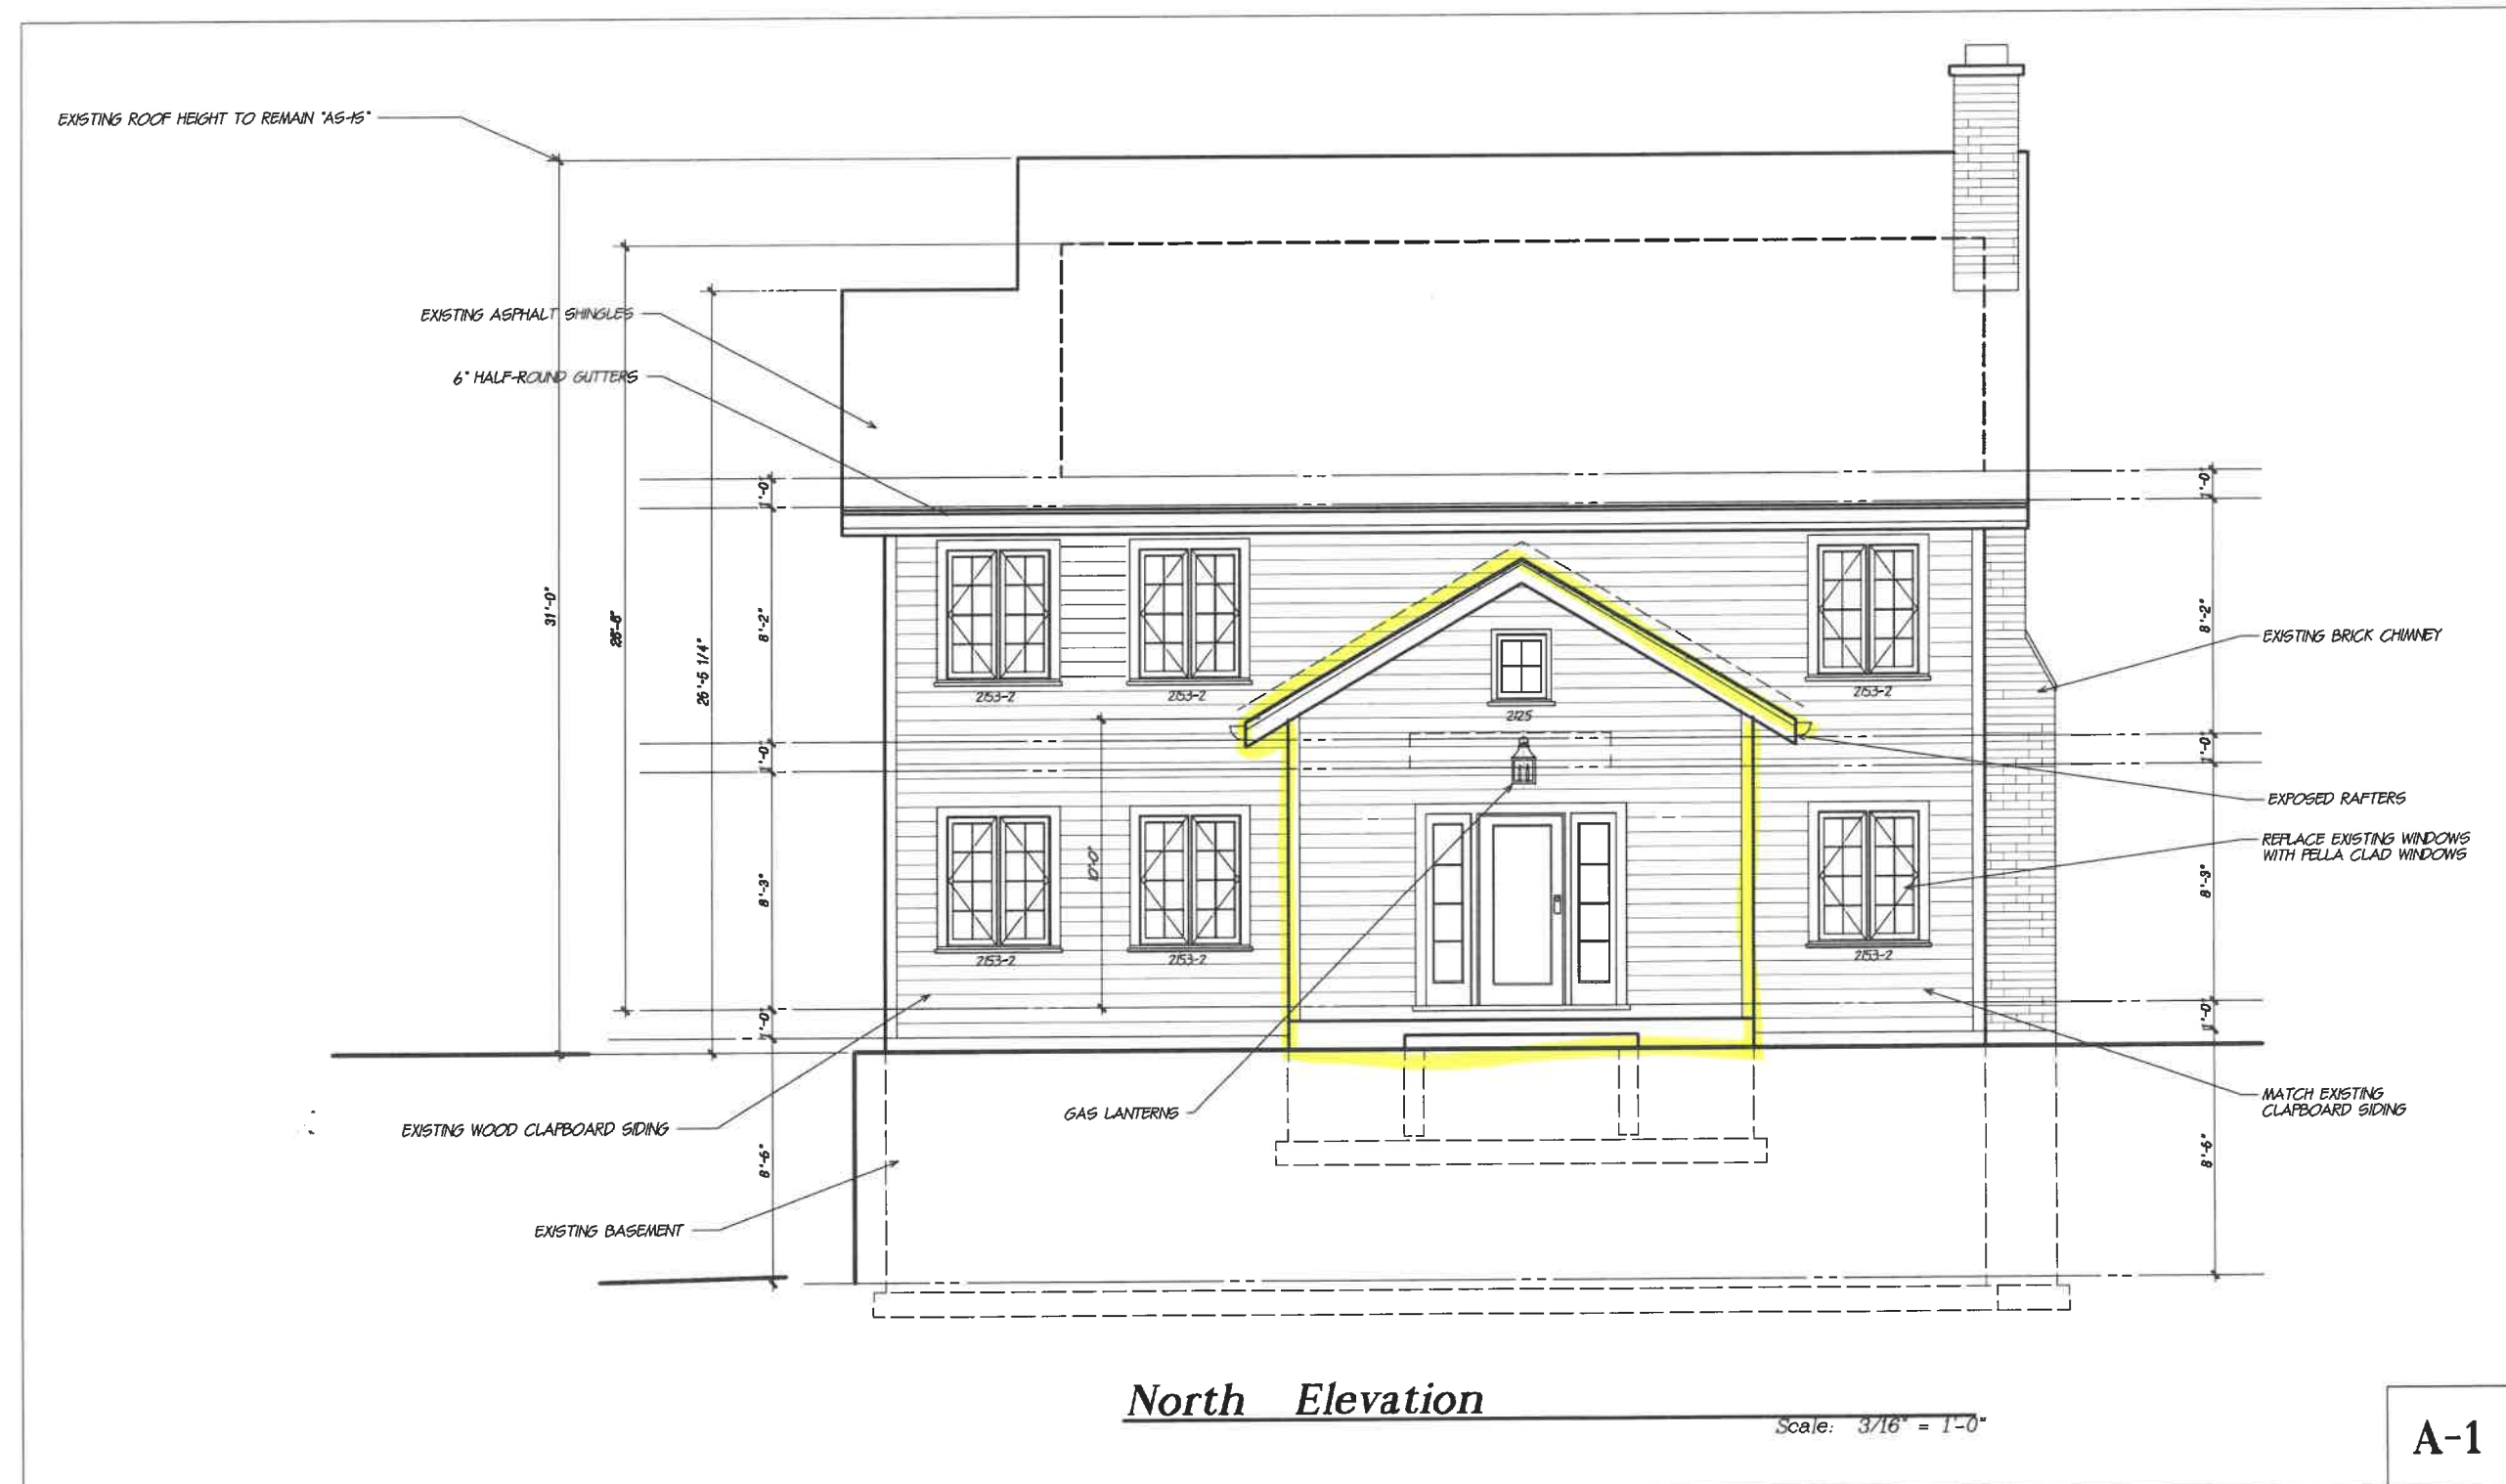 EXISTING ROOF HEIGHT TO REMAIN "AS-IS"
EXISTING ASPHALT SHINGLES
6" HALF-ROUND GUTTERS
1'-0"
1'-0"
31'-0"
8'-2"
26'-5 1/4"
8'-2"
EXISTING BRICK CHIMNEY
2153-2
2153-2
2125
2153-2
1'-0"
1'-0"
EXPOSED RAFTERS
REPLACE EXISTING WINDOWS
WITH PELLA CLAD WINDOWS
8'-3"
10'-0"
8'-3"
2153-2
2153-2
2153-2
1'-0"
1'-0"
EXISTING WOOD CLAPBOARD SIDING
GAS LANTERNS
MATCH EXISTING
CLAPBOARD SIDING
8'-6"
8'-6"
EXISTING BASEMENT
North Elevation
Scale: 3/16" = 1'-0"
A-1